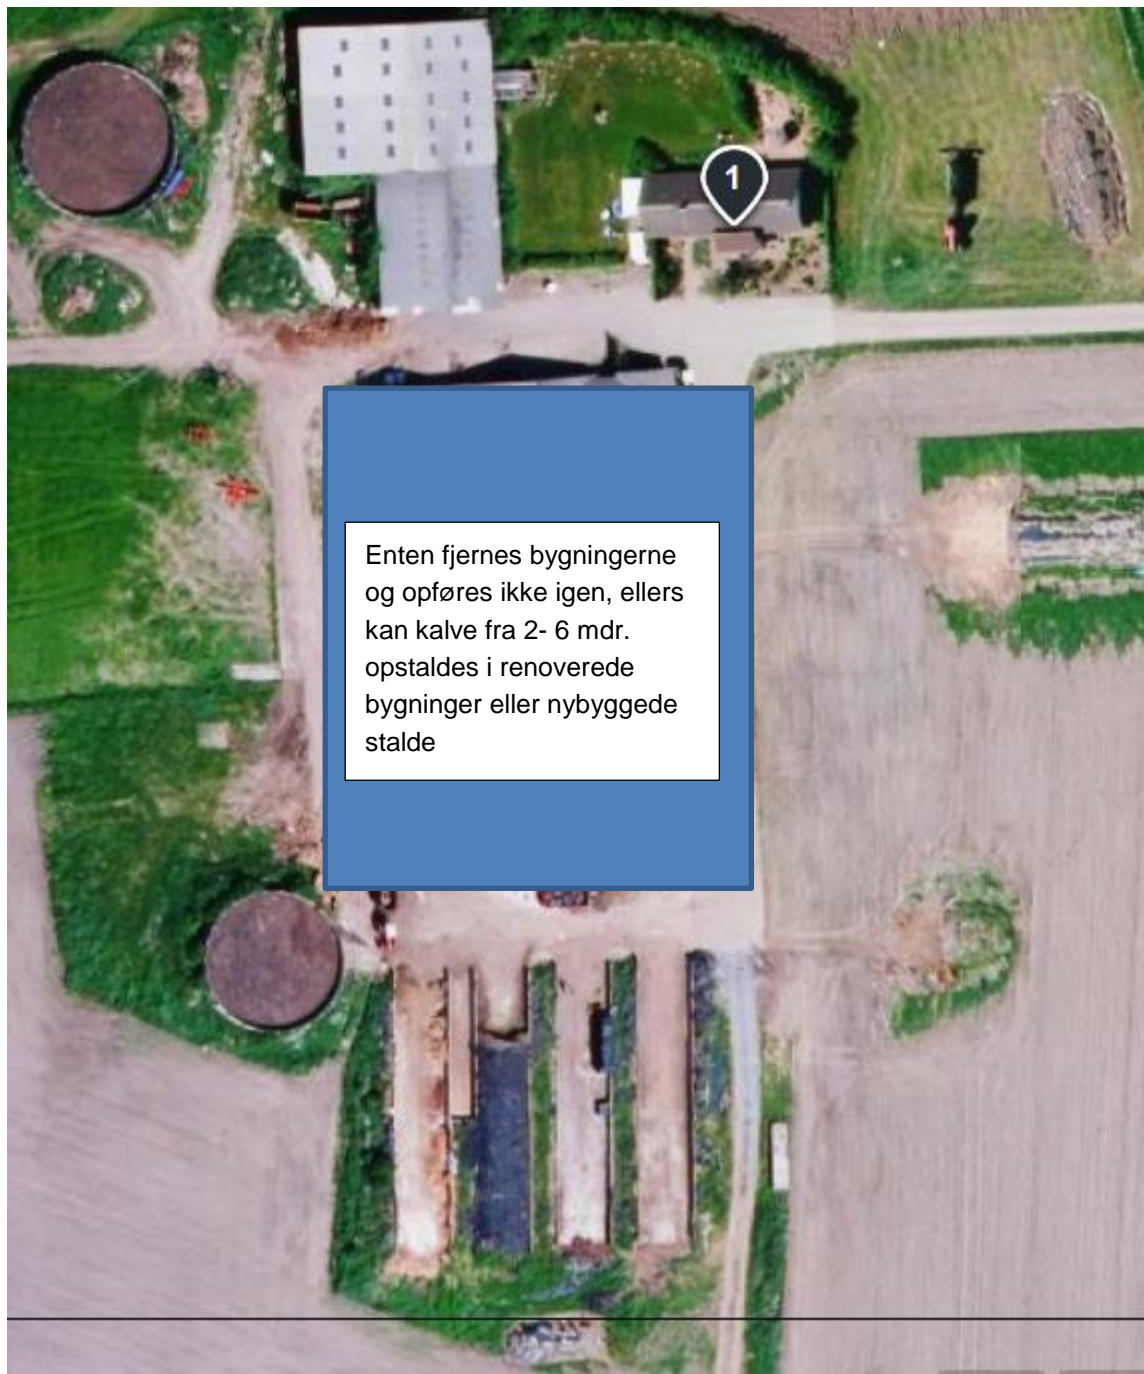 1
Enten fjernes bygningerne
og opføres ikke igen, ellers
kan kalve fra 2- 6 mdr.
opstaldes i renoverede
bygninger eller nybyggede
stalde